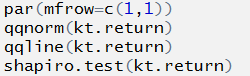 par(mfrow=c(1,1))
qqnorm(kt.return)
qqline(kt.return)
shapiro.test(kt.return)